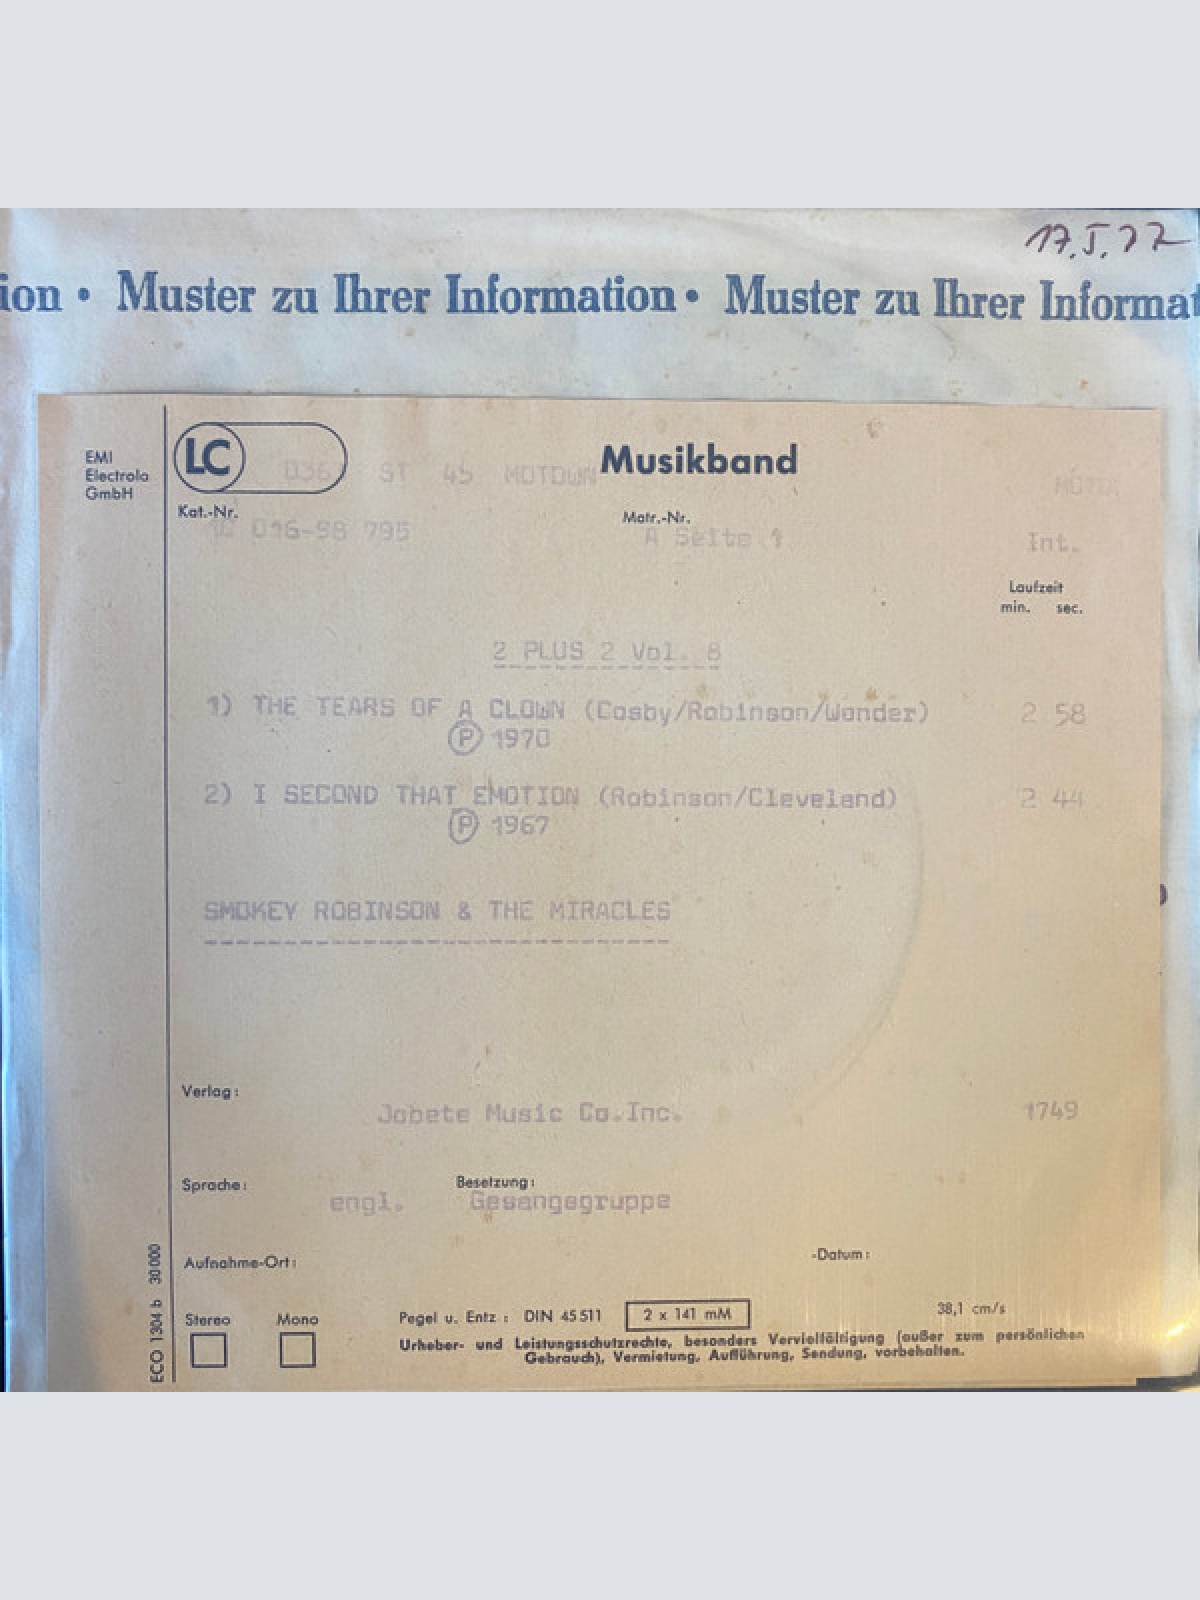 17.5.77
ion • Muster zu Ihrer Information • Muster zu Ihrer Informat
EMI
Electrola
GmbH
LC
Musikband
ST 45 MOTOWN
Kat.-Nr.
Matr.-Nr.
1C 016-98 795
A Seite 1
Int.
Laufzeit
min. sec.
2 PLUS 2 Vol. 8
1) THE TEARS OF A CLOWN (Cosby/Robinson/Wonder) 2 58
Ⓟ 1970
2) I SECOND THAT EMOTION (Robinson/Cleveland) 2 44
Ⓟ 1967
SMOKEY ROBINSON & THE MIRACLES
Verlag:
Jobete Music Co.Inc. 1749
Sprache: Besetzung:
engl. Gesangsgruppe
Aufnahme-Ort: -Datum:
Stereo Mono
Pegel u. Entz: DIN 45 511 2 x 141 mM 38,1 cm/s
Urheber- und Leistungsschutzrechte, besonders Vervielfältigung (außer zum persönlichen
Gebrauch), Vermietung, Aufführung, Sendung, vorbehalten.
ECO 1304 b 30 000